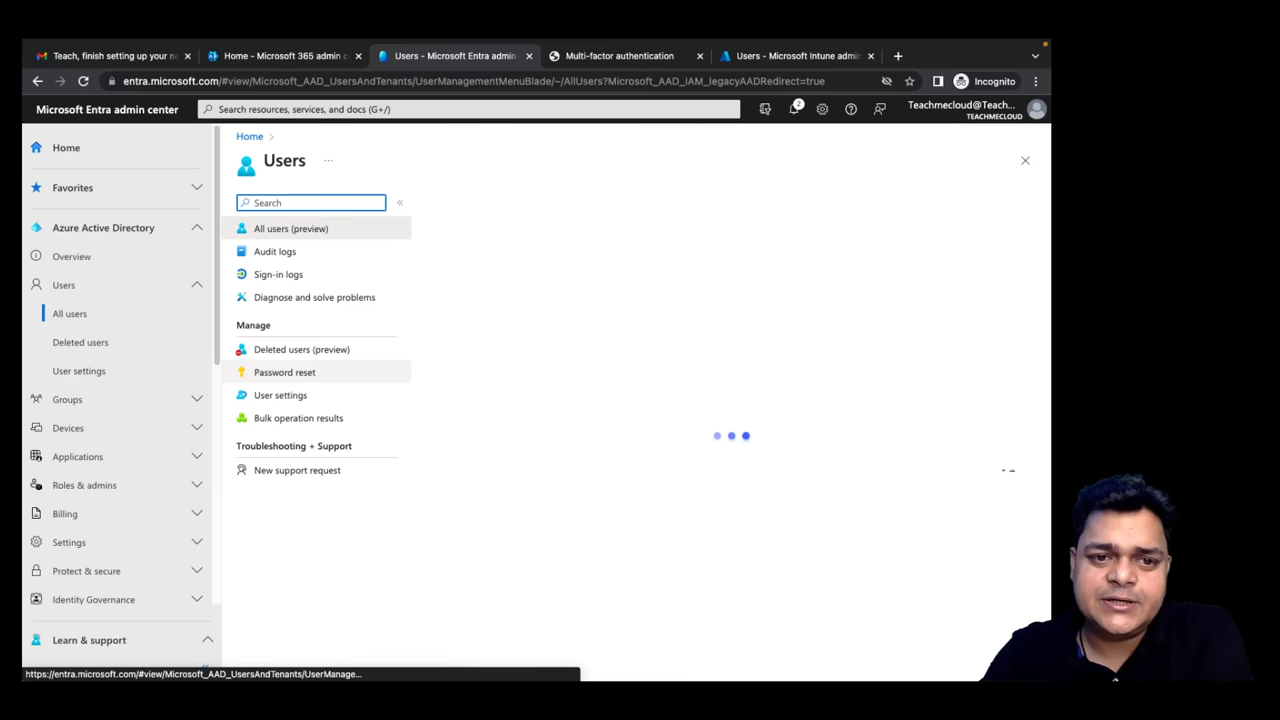 Teach, finish setting up your ne
Home - Microsoft 365 admin c
Users - Microsoft Entra admin
Multi-factor authentication
Users - Microsoft Intune admin
entra.microsoft.com/#view/Microsoft_AAD_UsersAndTenants/UserManagementMenuBlade/~/AllUsers?Microsoft_AAD_IAM_legacyAADRedirect=true
Incognito
Microsoft Entra admin center
Search resources, services, and docs (G+/)
2
Teachmecloud@Teach...
TEACHMECLOUD
Home
Favorites
Azure Active Directory
Overview
Users
All users
Deleted users
User settings
Groups
Devices
Applications
Roles & admins
Billing
Settings
Protect & secure
Identity Governance
Learn & support
Home
Users
Search
All users (preview)
Audit logs
Sign-in logs
Diagnose and solve problems
Manage
Deleted users (preview)
Password reset
User settings
Bulk operation results
Troubleshooting + Support
New support request
https://entra.microsoft.com/#view/Microsoft_AAD_UsersAndTenants/UserManage...